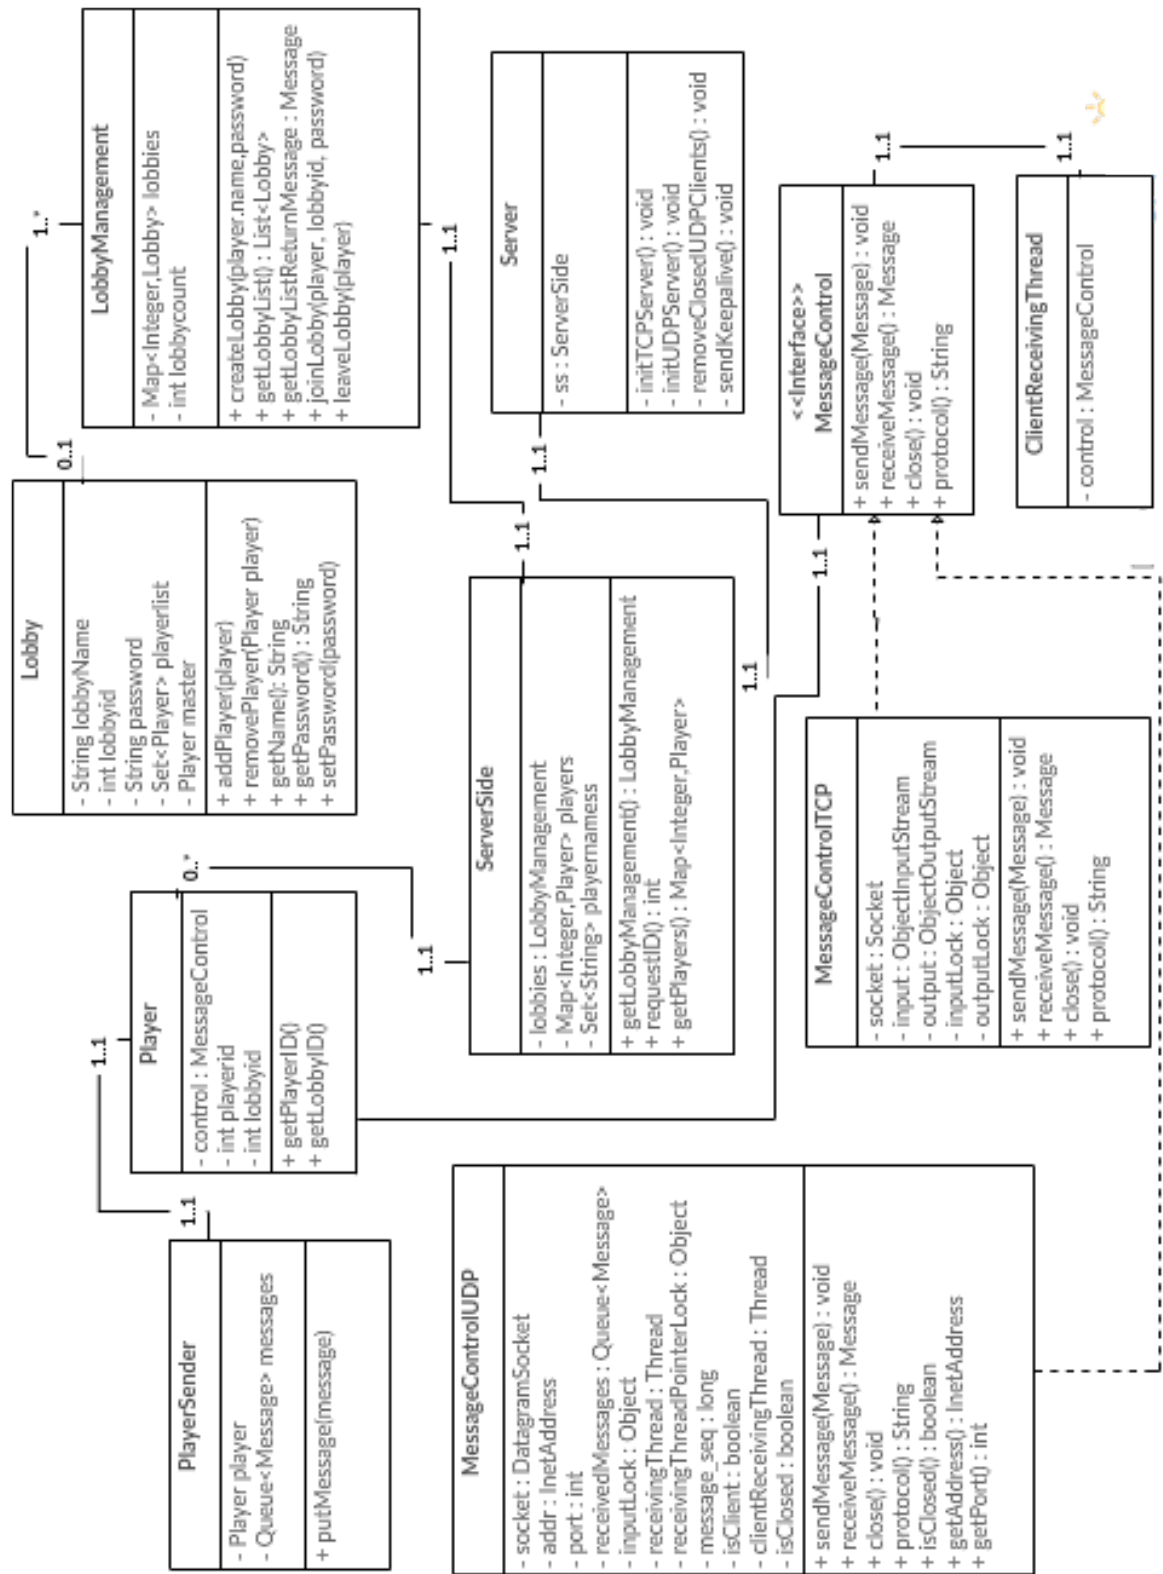 PlayerSender
- Player player
- Queue<Message> messages
+ putMessage(message)
1..1
1..1
Player
- control : MessageControl
- int playerid
- int lobbyid
+ getPlayerID()
+ getLobbyID()
0..*
1..1
Lobby
- String lobbyName
- int lobbyid
- String password
- Set<Player> playerlist
- Player master
+ addPlayer(player)
+ removePlayer(Player player)
+ getName(): String
+ getPassword() : String
+ setPassword(password)
0..1
1..*
LobbyManagement
- Map<Integer,Lobby> lobbies
- int lobbycount
+ createLobby(player.name,password)
+ getLobbyList() : List<Lobby>
+ getLobbyListReturnMessage : Message
+ joinLobby(player, lobbyid, password)
+ leaveLobby(player)
1..1
1..1
MessageControlUDP
- socket : DatagramSocket
- addr : InetAddress
- port : int
- receivedMessages : Queue<Message>
- inputLock : Object
- receivingThread : Thread
- receivingThreadPointerLock : Object
- message_seq : long
- isClient : boolean
- clientReceivingThread : Thread
- isClosed : boolean
+ sendMessage(Message) : void
+ receiveMessage() : Message
+ close() : void
+ protocol() : String
+ isClosed() : boolean
+ getAddress() : InetAddress
+ getPort() : int
ServerSide
- lobbies : LobbyManagement
- Map<Integer,Player> players
- Set<String> playernamess
+ getLobbyManagement() : LobbyManagement
+ requestID() : int
+ getPlayers() : Map<Integer,Player>
1..1
1..1
Server
- ss : ServerSide
- initTCPServer() : void
- initUDPServer() : void
- removeClosedUDPClients() : void
- sendKeepalive() : void
MessageControlTCP
- socket : Socket
- input : ObjectInputStream
- output : ObjectOutputStream
- inputLock : Object
- outputLock : Object
+ sendMessage(Message) : void
+ receiveMessage() : Message
+ close() : void
+ protocol() : String
1..1
<<Interface>>
MessageControl
+ sendMessage(Message) : void
+ receiveMessage() : Message
+ close() : void
+ protocol() : String
1..1
1..1
ClientReceivingThread
- control : MessageControl